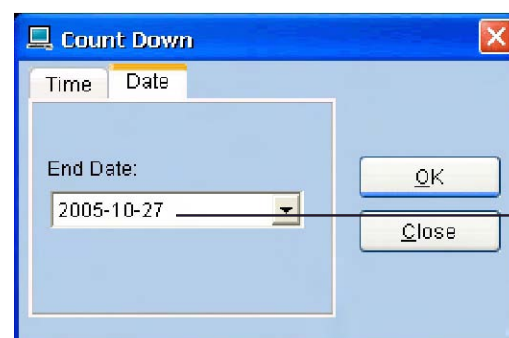 Count Down
Time Date
End Date:
2005-10-27
OK
Close